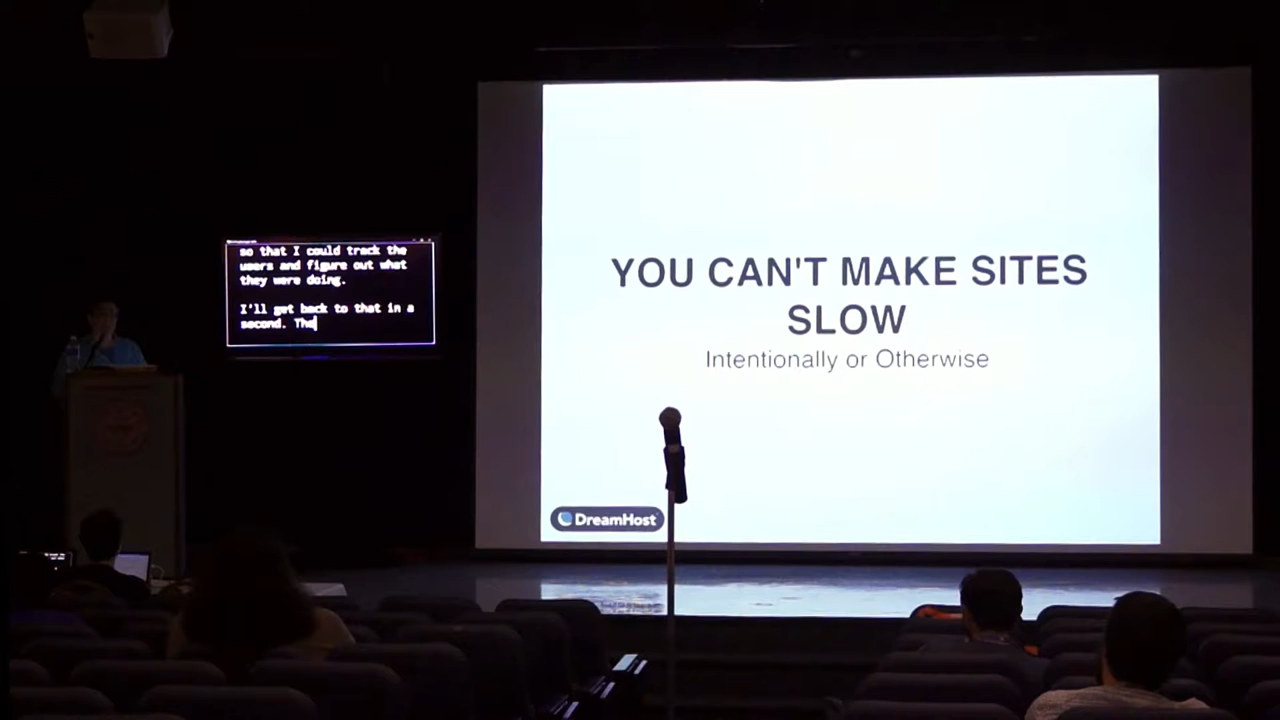 so that I could track the
users and figure out what
they were doing.
I'll get back to that in a
second. The
YOU CAN'T MAKE SITES
SLOW
Intentionally or Otherwise
DreamHost